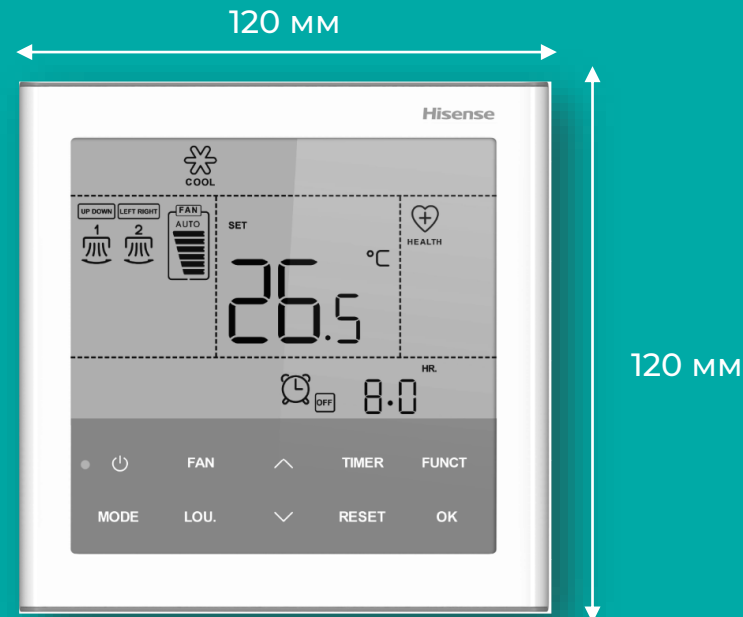 120 мм
Hisense
COOL
UP DOWN LEFT RIGHT FAN
AUTO
1 2
SET
°C
HEALTH
26.5
120 мм
HR.
OFF 8.0
FAN TIMER FUNCT
MODE LOU. RESET OK